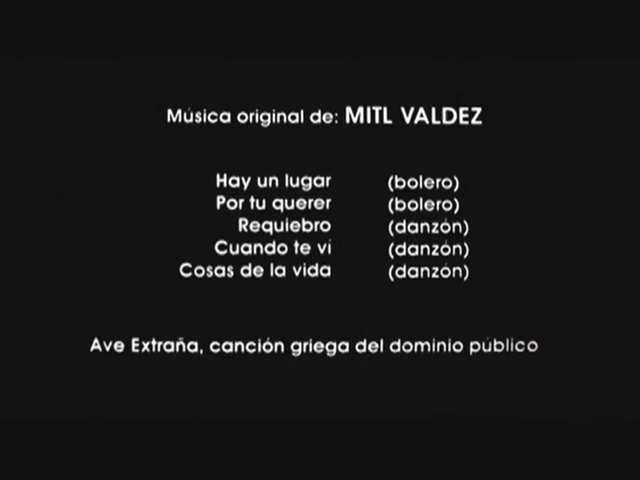 Música original de: MITL VALDEZ
Hay un lugar (bolero)
Por tu querer (bolero)
Requiebro (danzón)
Cuando te ví (danzón)
Cosas de la vida (danzón)
Ave Extraña, canción griega del dominio público